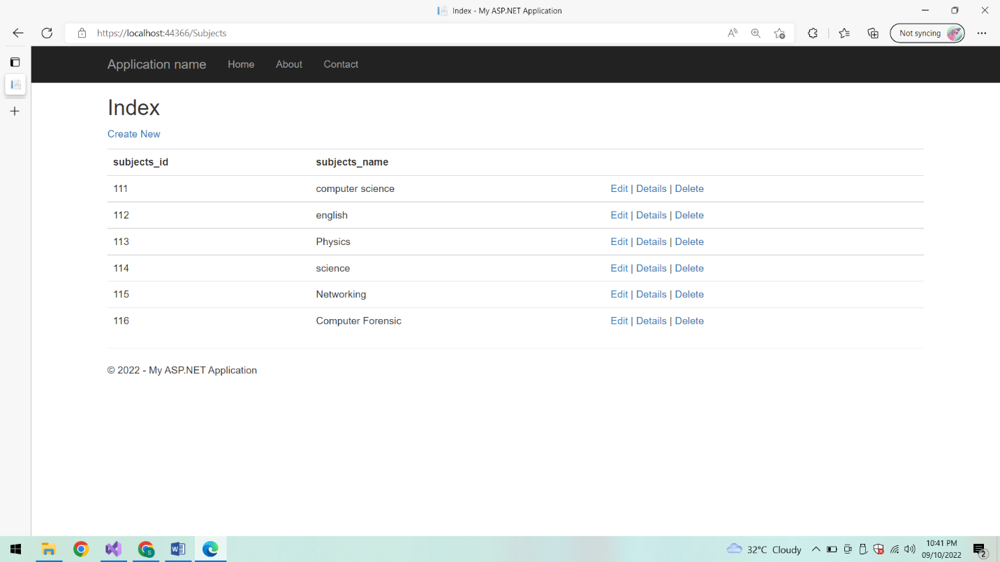 Index - My ASP.NET Application
https://localhost:44366/Subjects
Not syncing
Application name Home About Contact
Index
Create New
subjects_id subjects_name
111 computer science Edit | Details | Delete
112 english Edit | Details | Delete
113 Physics Edit | Details | Delete
114 science Edit | Details | Delete
115 Networking Edit | Details | Delete
116 Computer Forensic Edit | Details | Delete
© 2022 - My ASP.NET Application
32°C Cloudy
10:41 PM
09/10/2022
2